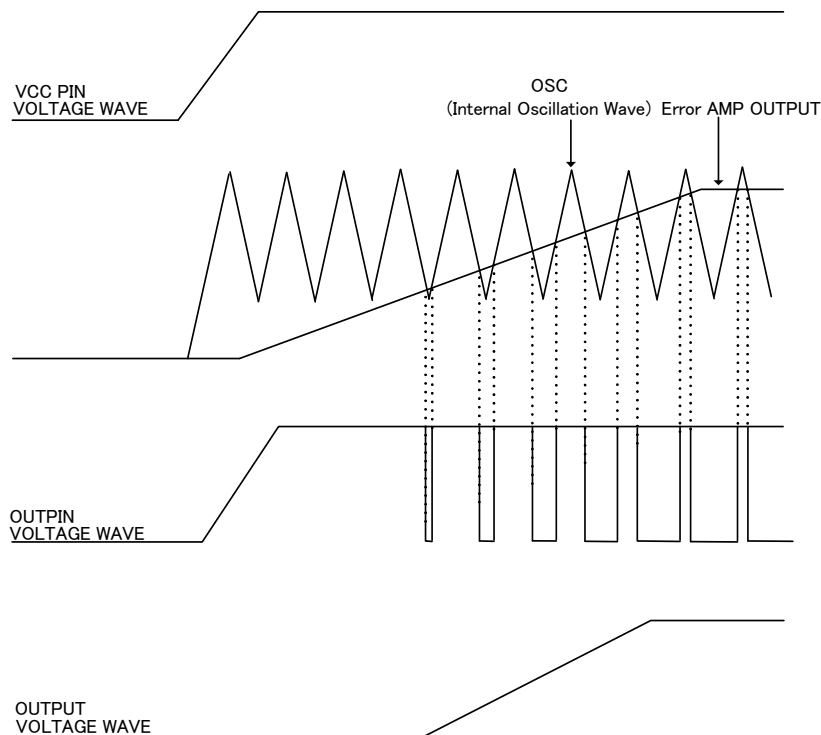 VCC PIN
VOLTAGE WAVE
OSC
(Internal Oscillation Wave) Error AMP OUTPUT
OUTPIN
VOLTAGE WAVE
OUTPUT
VOLTAGE WAVE